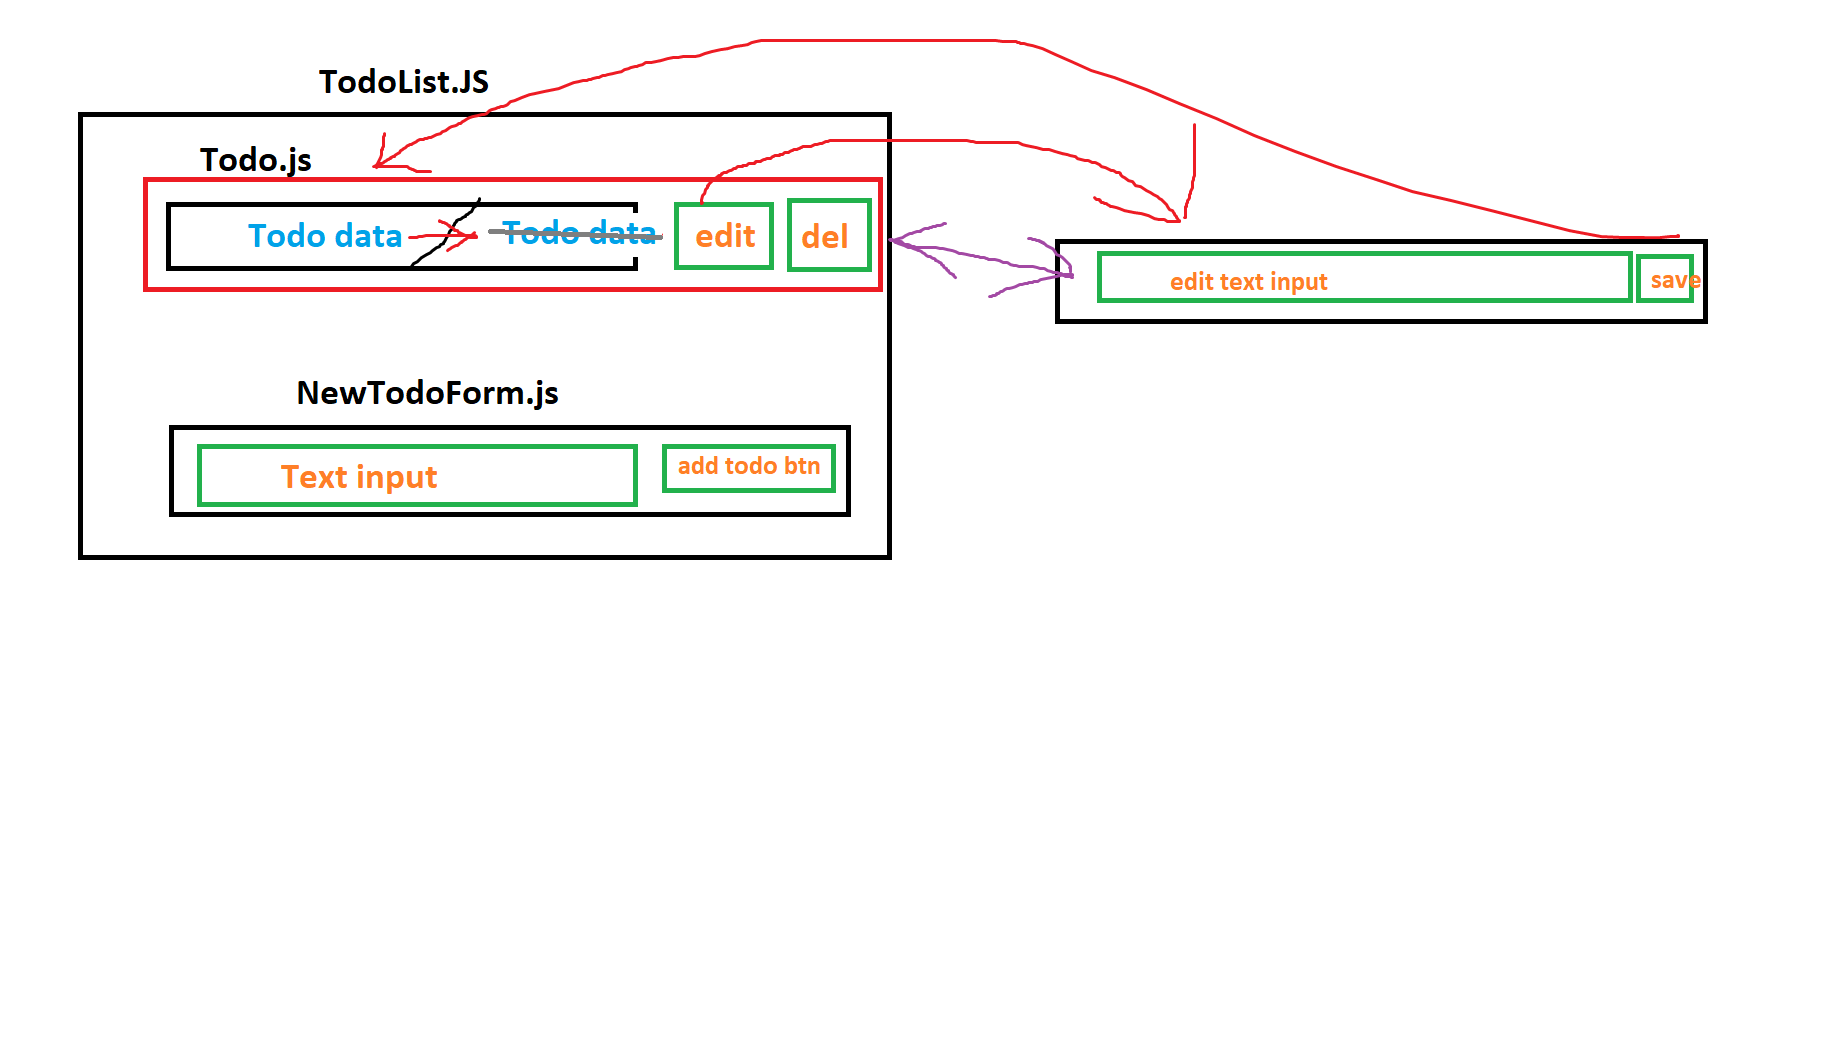 TodoList.JS
Todo.js
Todo data
Todo data
edit
del
edit text input
save
NewTodoForm.js
Text input
add todo btn